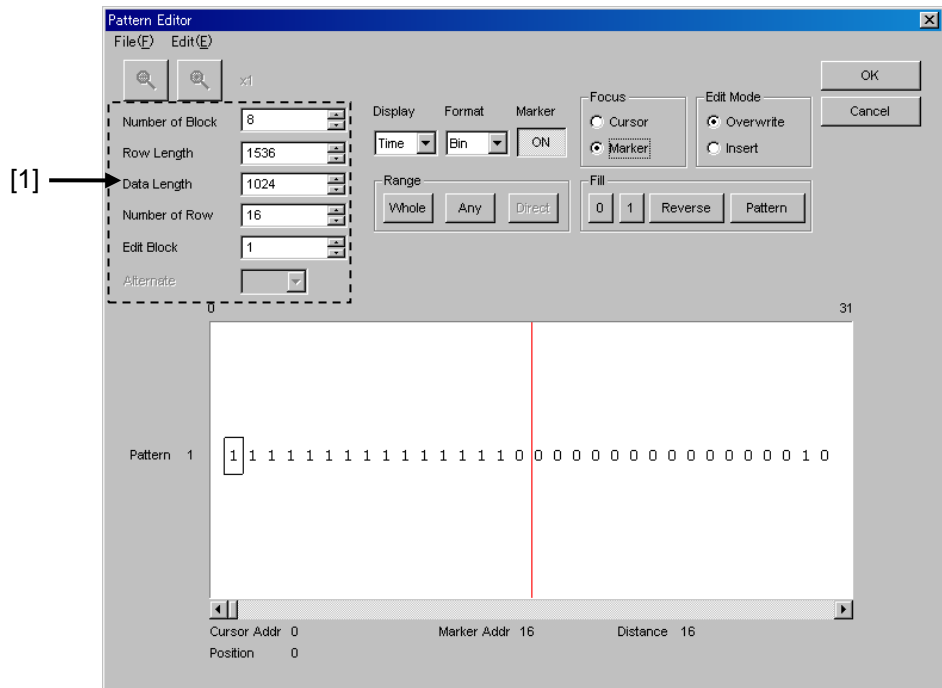 Pattern Editor
File(F) Edit(E)
x1
OK
Cancel
Number of Block 8
Row Length 1536
[1]
Data Length 1024
Number of Row 16
Edit Block 1
Alternate
Display Format Marker
Time Bin ON
Focus
Cursor
Marker
Edit Mode
Overwrite
Insert
Range
Whole Any Direct
Fill
0 1 Reverse Pattern
0 31
Pattern 1 1 1 1 1 1 1 1 1 1 1 1 1 1 1 1 0 0 0 0 0 0 0 0 0 0 0 0 0 0 0 1 0
Cursor Addr 0 Marker Addr 16 Distance 16
Position 0